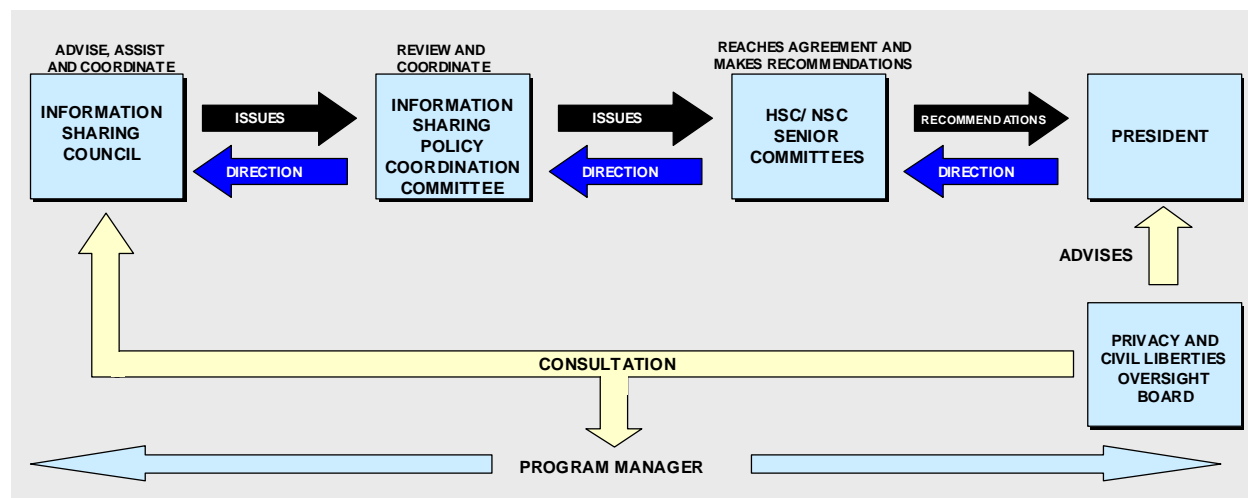 ADVISE, ASSIST
AND COORDINATE
INFORMATION
SHARING
COUNCIL
ISSUES
DIRECTION
REVIEW AND
COORDINATE
INFORMATION
SHARING
POLICY
COORDINATION
COMMITTEE
ISSUES
DIRECTION
REACHES AGREEMENT AND
MAKES RECOMMENDATIONS
HSC/ NSC
SENIOR
COMMITTEES
RECOMMENDATIONS
DIRECTION
PRESIDENT
ADVISES
PRIVACY AND
CIVIL LIBERTIES
OVERSIGHT
BOARD
CONSULTATION
PROGRAM MANAGER